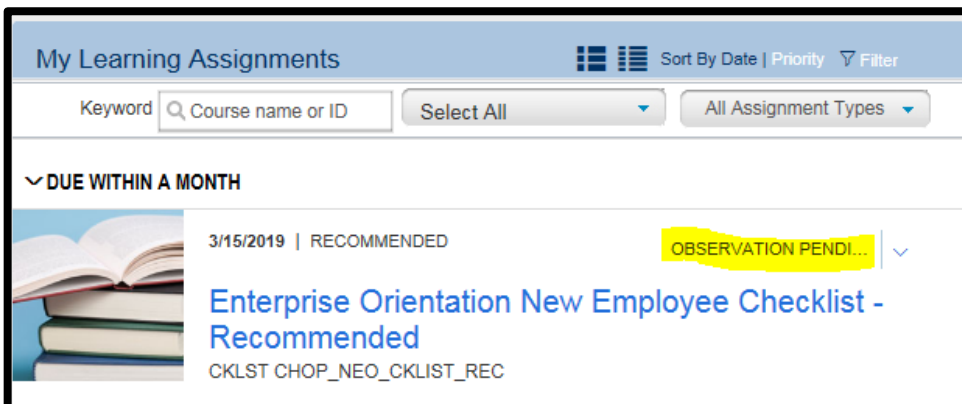 My Learning Assignments Sort By Date | Priority Filter
Keyword Course name or ID Select All All Assignment Types
DUE WITHIN A MONTH
3/15/2019 | RECOMMENDED OBSERVATION PENDI...
Enterprise Orientation New Employee Checklist -
Recommended
CKLST CHOP_NEO_CKLIST_REC